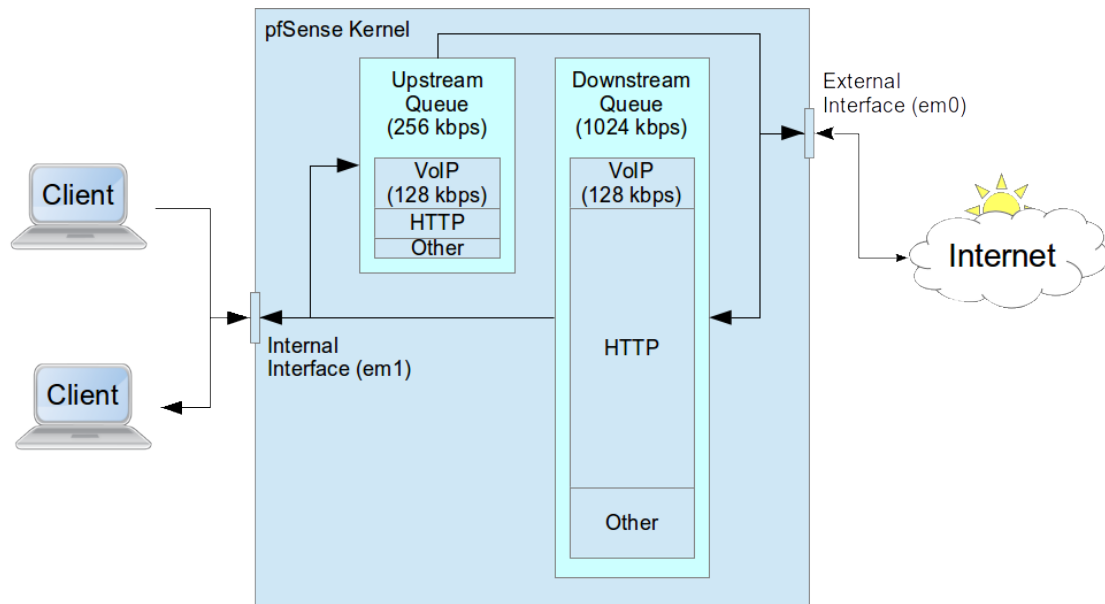 pfSense Kernel
Upstream
Queue
(256 kbps)
VoIP
(128 kbps)
HTTP
Other
Downstream
Queue
(1024 kbps)
VoIP
(128 kbps)
HTTP
Other
External
Interface (em0)
Client
Client
Internal
Interface (em1)
Internet